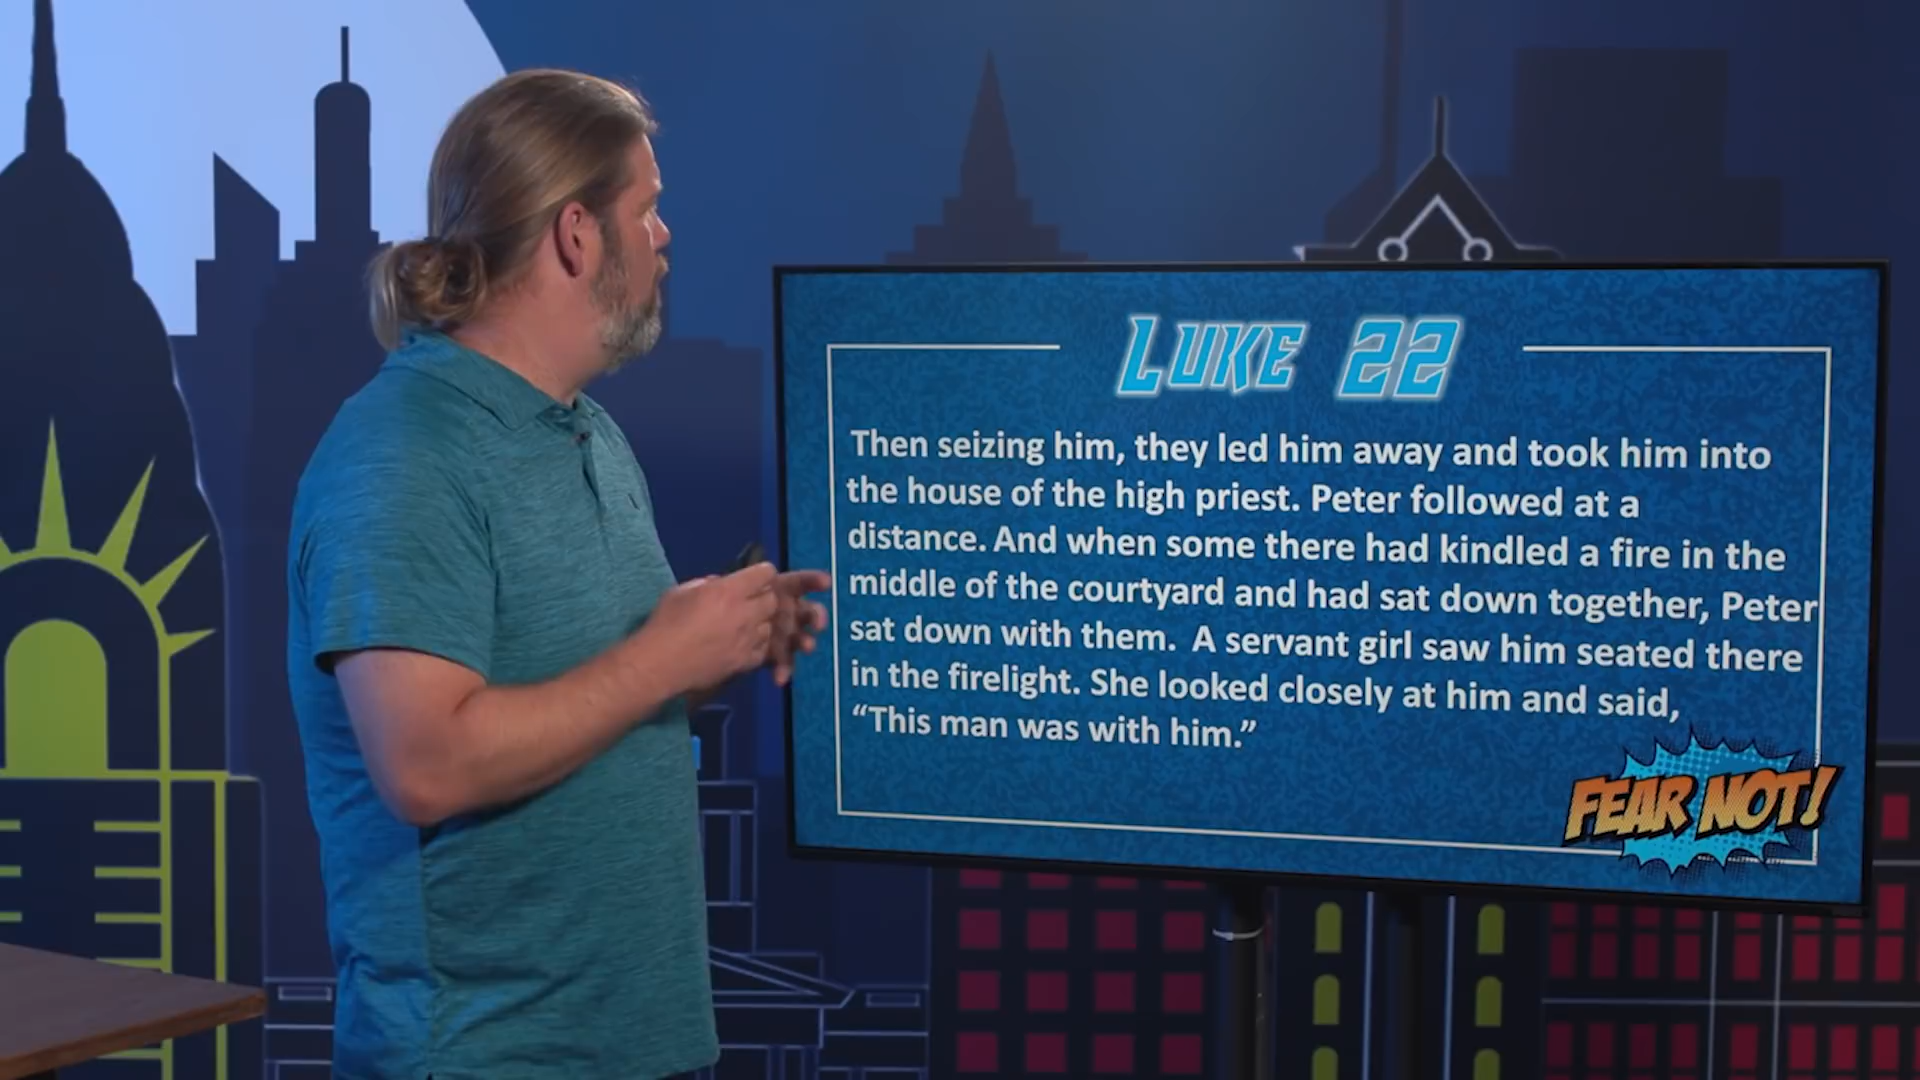 LUKE 22
Then seizing him, they led him away and took him into
the house of the high priest. Peter followed at a
distance. And when some there had kindled a fire in the
middle of the courtyard and had sat down together, Peter
sat down with them. A servant girl saw him seated there
in the firelight. She looked closely at him and said,
“This man was with him.”
FEAR NOT!